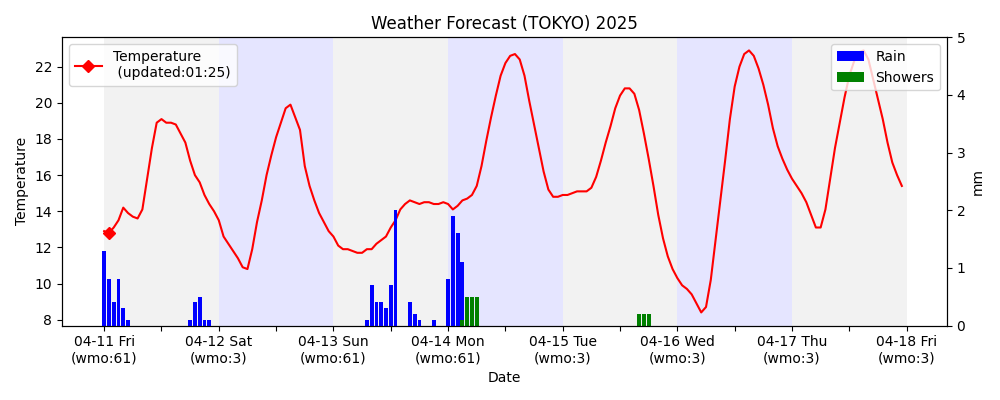 Weather Forecast (TOKYO) 2025
Temperature
(updated:01:25)
Rain
Showers
Temperature
22
20
18
16
14
12
10
8
5
4
3
2
1
0
mm
04-11 Fri
(wmo:61)
04-12 Sat
(wmo:3)
04-13 Sun
(wmo:61)
04-14 Mon
(wmo:61)
04-15 Tue
(wmo:3)
04-16 Wed
(wmo:3)
04-17 Thu
(wmo:3)
04-18 Fri
(wmo:3)
Date